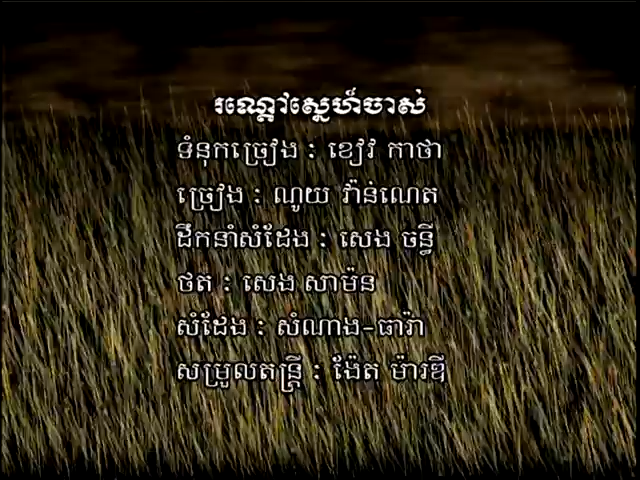 រណ្ដៅស្នេហ៍ចាស់
ទំនុកច្រៀង : ខៀវ កាថា
ច្រៀង : ណូយ វ៉ាន់ណេត
ដឹកនាំសំដែង : សេង ចន្ធី
ថត : សេង សាម៉ន
សំដែង : សំណាង-ធារ៉ា
សម្រួលតន្ត្រី : ង៉ែត ម៉ារឌី